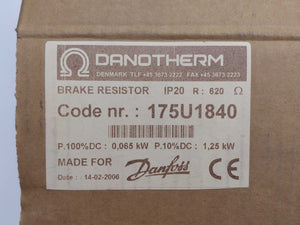 DANOTHERM
DENMARK TLF +45 3673 2222 FAX +45 3673 2223
BRAKE RESISTOR IP20 R : 620 Ω
Code nr. : 175U1840
P.100%DC : 0,065 kW P.10%DC : 1,25 kW
MADE FOR Danfoss
Date : 14-02-2006